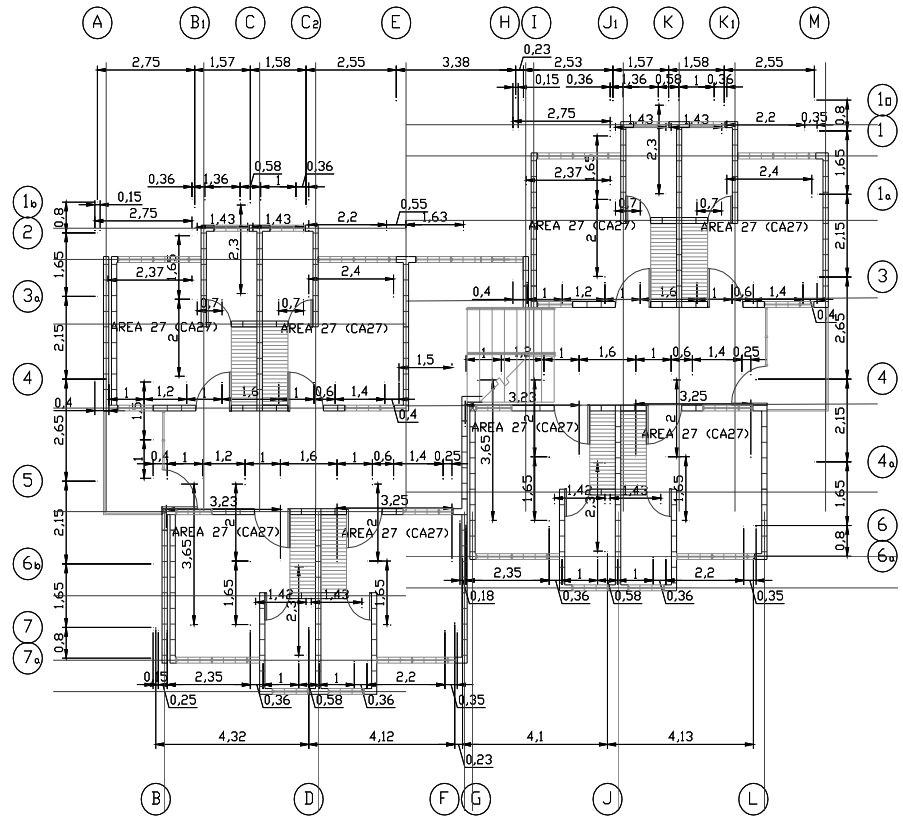 A B1 C C2 E H I J1 K K1 M
0,23
2,75 1,57 1,58 2,55 3,38 2,53 1,57 1,58 2,55
0,15 0,36 1,36 0,58 1 0,36
1a
0,8
2,75 1,43 1,43 2,2 0,35
1
2,3
1,65 1,65
0,58 0,36
0,36 1,36 1
2,37 2,4
1b 0,15 1a
0,8 2,75 1,43 1,43 2,2 0,55 1,63 0,7 0,7
2 AREA 27 (CA27) AREA 27 (CA27)
2,3 2 2,15
1,65 1,65
2,37 2,4 3
3a 0,4 1 1,2 1 1,6 1 0,6 1,4
0,7 0,7 0,4
AREA 27 (CA27) AREA 27 (CA27)
2,15 2 2,65
1,5 1 1,6 1 0,6 1,4 0,25
4 4
0,4 1 1,2 1 1,6 1 0,6 1,4 0,4
1,5 3,23 3,25
2 2 2,15
AREA 27 (CA27) AREA 27 (CA27)
2,65 1 3,65
0,4 1 1,2 1 1,6 1 0,6 1,4 0,25 4a
5 1,42 1,43 2,3
3,23 3,25 1,65 1,65 1,65
2 2
AREA 27 (CA27) AREA 27 (CA27) 6
2,15 3,65 0,8
6b 6a
2,35 1 1 2,2
1,65 1,65 1,65 0,18 0,36 0,58 0,36 0,35
1,42 1,43 2,3
7
0,8
7a
0,15 2,35 1 1 2,2
0,25 0,36 0,58 0,36 0,35
4,32 4,12 4,1 4,13
0,23
B D F G J L